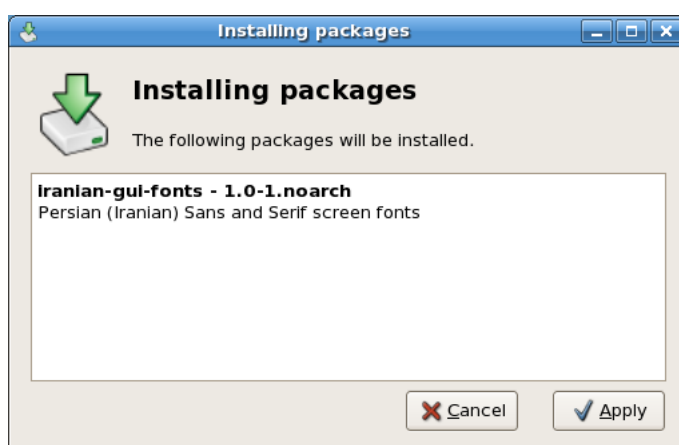 Installing packages
Installing packages
The following packages will be installed.
iranian-gui-fonts - 1.0-1.noarch
Persian (Iranian) Sans and Serif screen fonts
Cancel
Apply